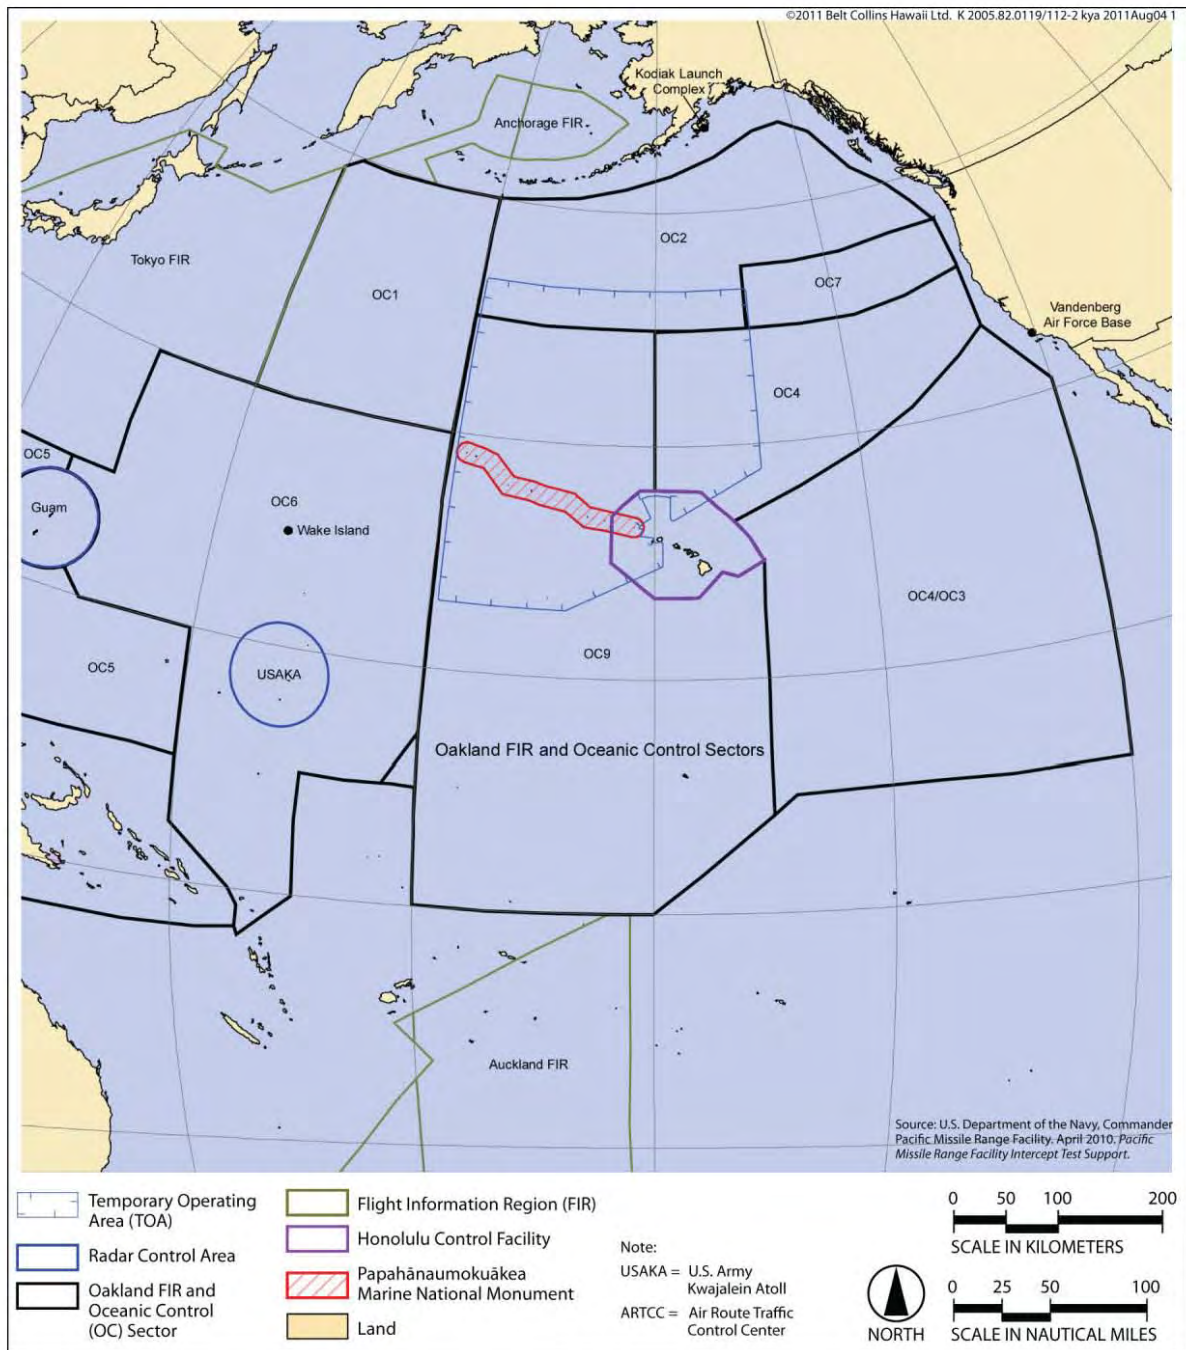 ©2011 Belt Collins Hawaii Ltd. K 2005.82.0119/112-2 kya 2011Aug04 1
Kodiak Launch
Complex
Anchorage FIR
OC2
Tokyo FIR
OC7
OC1
Vandenberg
Air Force Base
OC4
OC5
Guam
OC6
Wake Island
OC4/OC3
OC9
OC5
USAKA
Oakland FIR and Oceanic Control Sectors
Auckland FIR
Source: U.S. Department of the Navy, Commander
Pacific Missile Range Facility. April 2010. Pacific
Missile Range Facility Intercept Test Support.
Temporary Operating
Area (TOA)
Radar Control Area
Oakland FIR and
Oceanic Control
(OC) Sector
Flight Information Region (FIR)
Honolulu Control Facility
Papahānaumokuākea
Marine National Monument
Land
Note:
USAKA = U.S. Army
Kwajalein Atoll
ARTCC = Air Route Traffic
Control Center
NORTH
0 50 100 200
SCALE IN KILOMETERS
0 25 50 100
SCALE IN NAUTICAL MILES